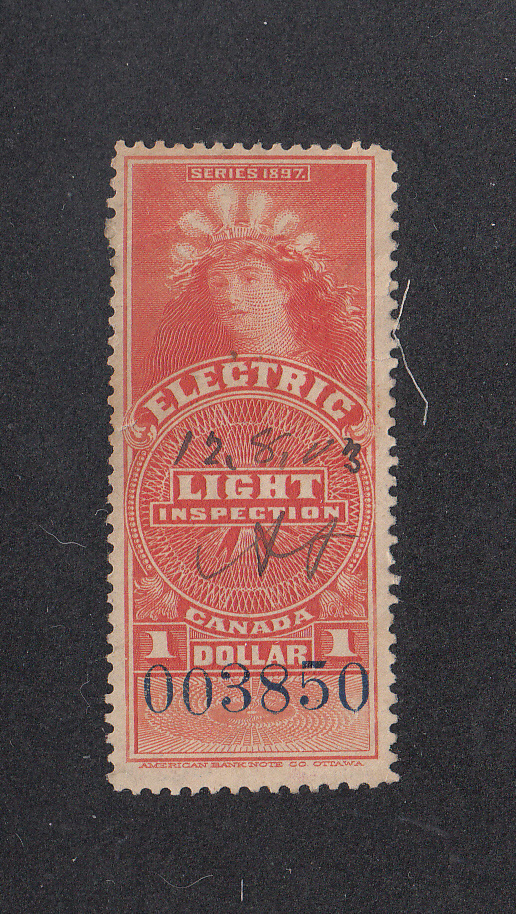 SERIES 1897.
ELECTRIC
12, 8, 03
LIGHT
INSPECTION
CANADA
1 DOLLAR 1
003850
AMERICAN BANK NOTE CO. OTTAWA